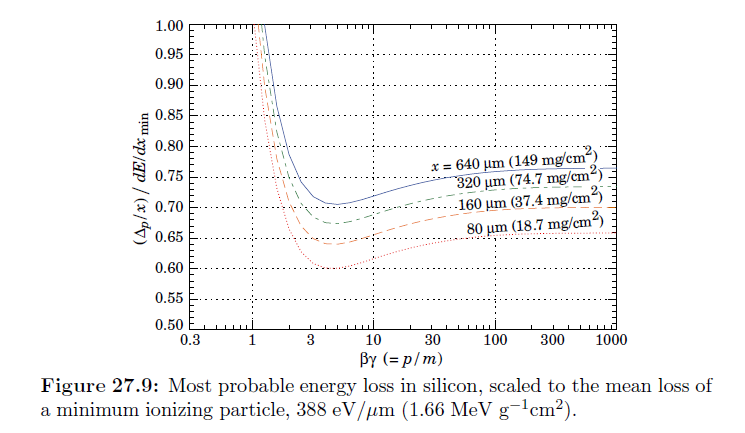 1.00
0.95
0.90
0.85
0.80
0.75
0.70
0.65
0.60
0.55
0.50
(Δp/x) / dE/dx min
x = 640 µm (149 mg/cm²)
320 µm (74.7 mg/cm²)
160 µm (37.4 mg/cm²)
80 µm (18.7 mg/cm²)
0.3 1 3 10 30 100 300 1000
βγ (= p/m)
Figure 27.9: Most probable energy loss in silicon, scaled to the mean loss of
a minimum ionizing particle, 388 eV/µm (1.66 MeV g⁻¹cm²).